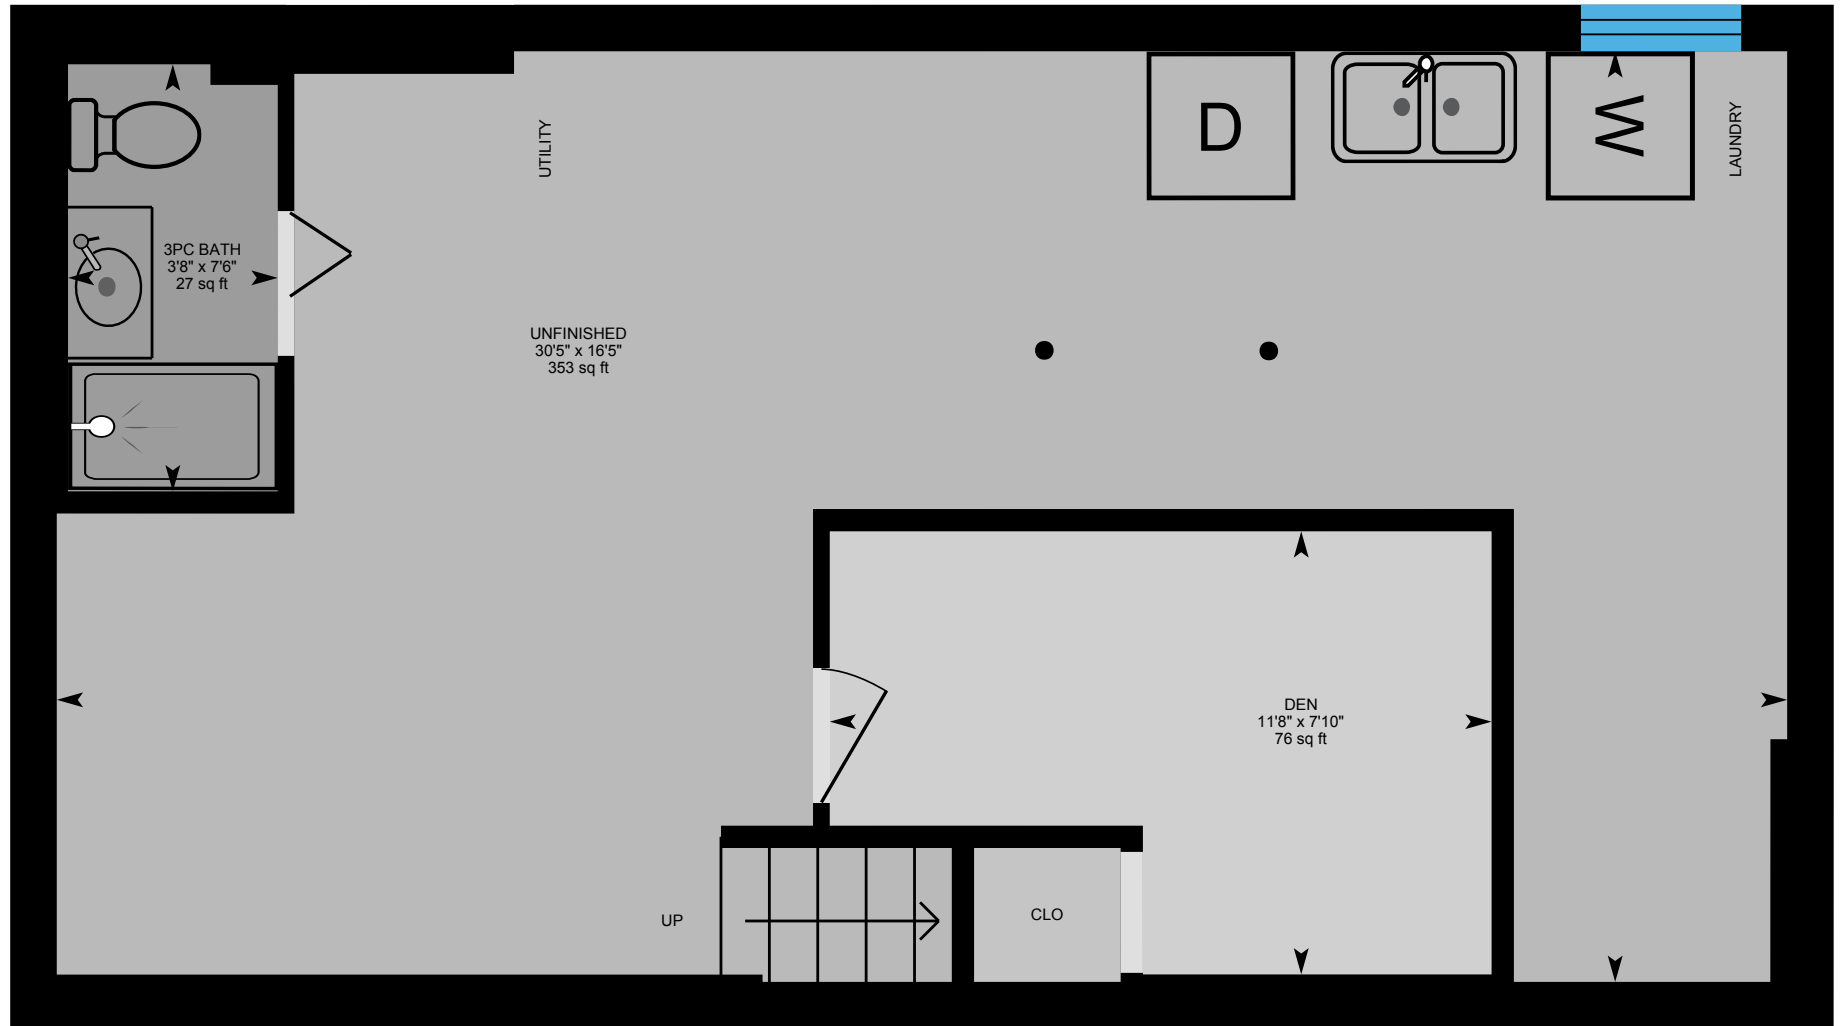 UTILITY
D
W
LAUNDRY
3PC BATH
3'8" x 7'6"
27 sq ft
UNFINISHED
30'5" x 16'5"
353 sq ft
DEN
11'8" x 7'10"
76 sq ft
UP
CLO